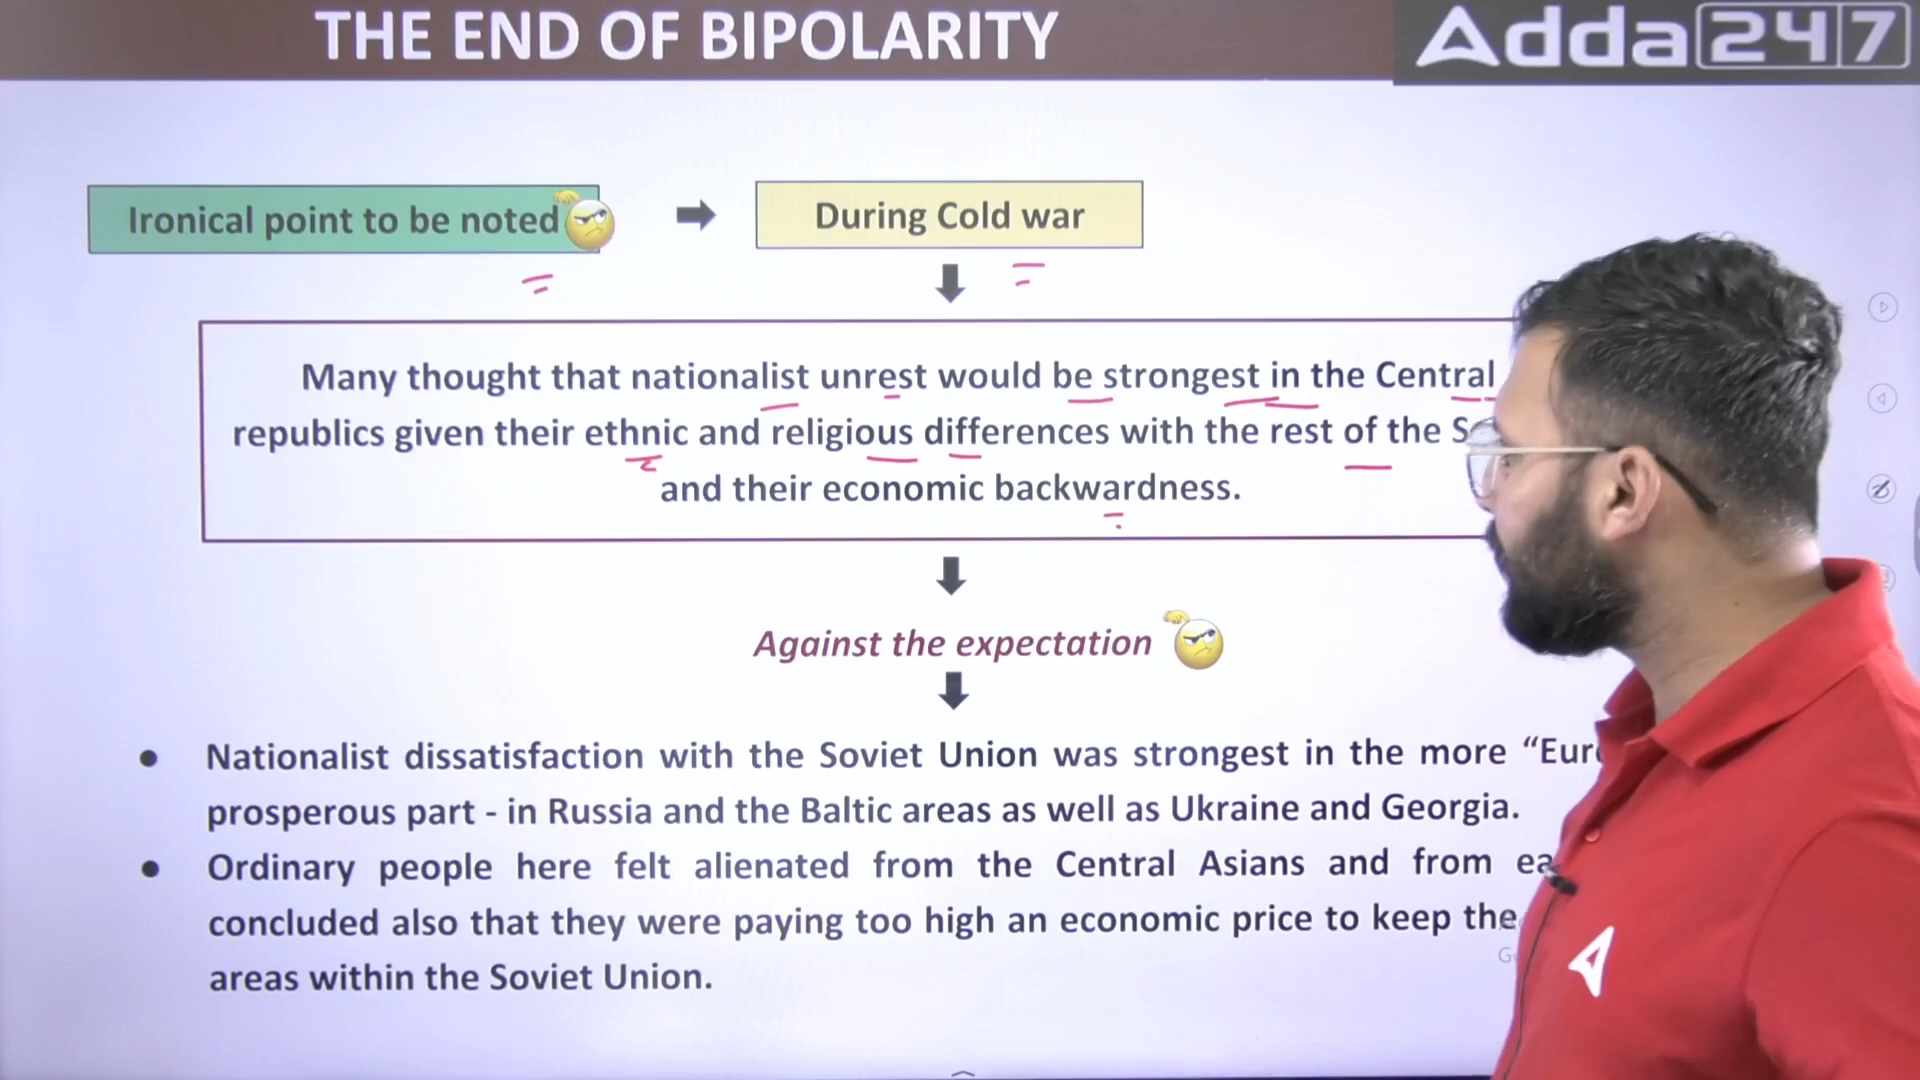 THE END OF BIPOLARITY
Adda 247
Ironical point to be noted
During Cold war
Many thought that nationalist unrest would be strongest in the Central
republics given their ethnic and religious differences with the rest of the
and their economic backwardness.
Against the expectation
● Nationalist dissatisfaction with the Soviet Union was strongest in the more
prosperous part - in Russia and the Baltic areas as well as Ukraine and Georgia.
● Ordinary people here felt alienated from the Central Asians and from
concluded also that they were paying too high an economic price to keep the
areas within the Soviet Union.